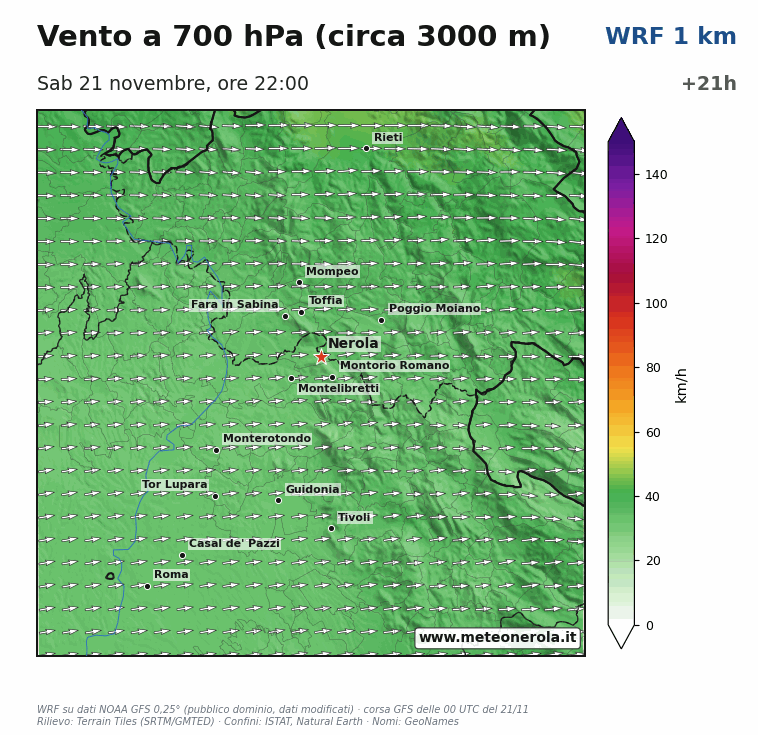 Vento a 700 hPa (circa 3000 m)
WRF 1 km
Sab 21 novembre, ore 22:00
+21h
Rieti
Mompeo
Toffia
Fara in Sabina
Poggio Moiano
Nerola
Montorio Romano
Montelibretti
Monterotondo
Tor Lupara
Guidonia
Tivoli
Casal de' Pazzi
Roma
www.meteonerola.it
140
120
100
80
60
40
20
0
km/h
WRF su dati NOAA GFS 0,25° (pubblico dominio, dati modificati) · corsa GFS delle 00 UTC del 21/11
Rilievo: Terrain Tiles (SRTM/GMTED) · Confini: ISTAT, Natural Earth · Nomi: GeoNames